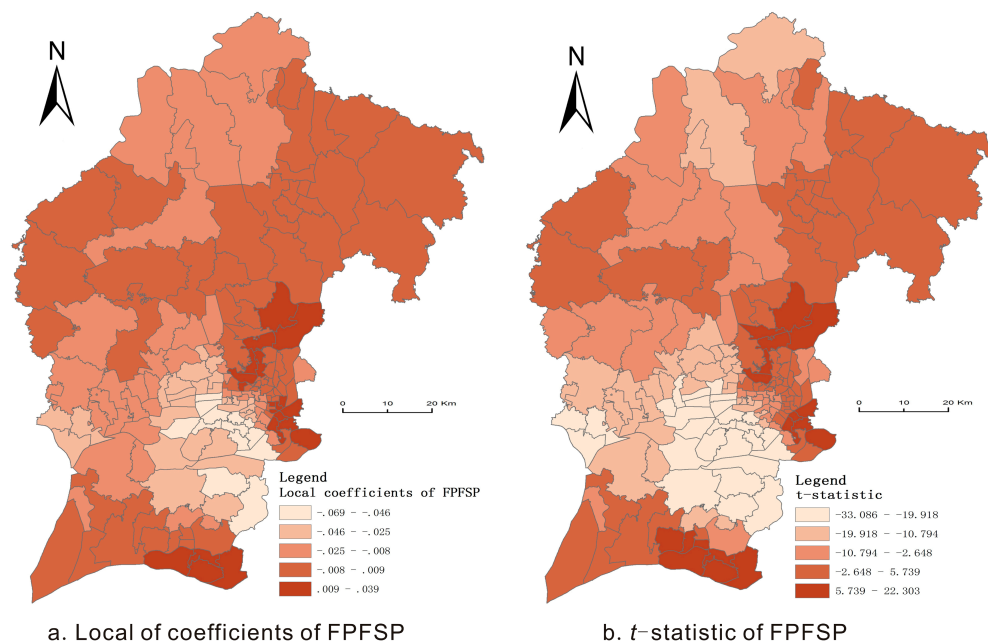 N
0 10 20 Km
Legend
Local coefficients of FPFSP
-.069 - -.046
-.046 - -.025
-.025 - -.008
-.008 - .009
.009 - .039
a. Local of coefficients of FPFSP
N
0 10 20 Km
Legend
t-statistic
-33.086 - -19.918
-19.918 - -10.794
-10.794 - -2.648
-2.648 - 5.739
5.739 - 22.303
b. t-statistic of FPFSP